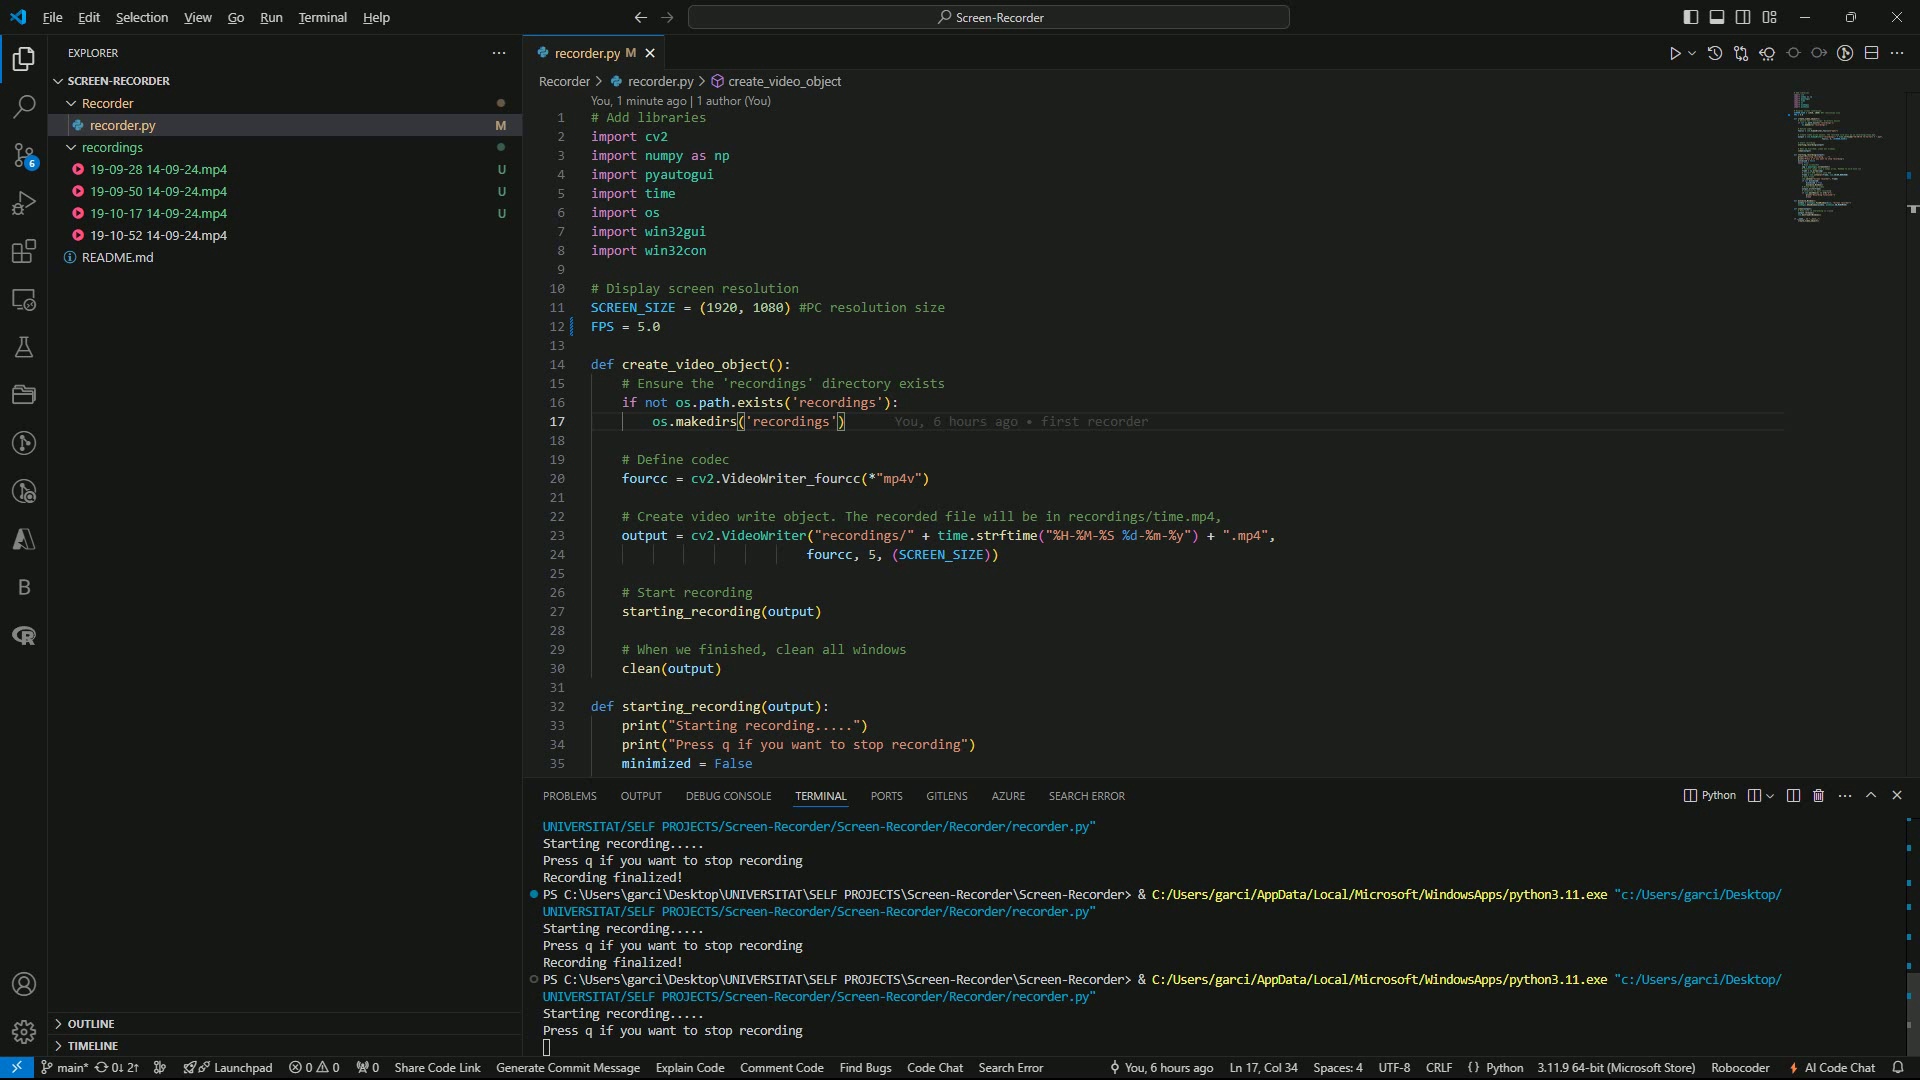 File Edit Selection View Go Run Terminal Help
Screen-Recorder
EXPLORER
SCREEN-RECORDER
Recorder
recorder.py M
recordings
19-09-28 14-09-24.mp4 U
19-09-50 14-09-24.mp4 U
19-10-17 14-09-24.mp4 U
19-10-52 14-09-24.mp4
README.md
OUTLINE
TIMELINE
6
B
recorder.py M
Recorder > recorder.py > create_video_object
You, 1 minute ago | 1 author (You)
1 # Add libraries
2 import cv2
3 import numpy as np
4 import pyautogui
5 import time
6 import os
7 import win32gui
8 import win32con
9
10 # Display screen resolution
11 SCREEN_SIZE = (1920, 1080) #PC resolution size
12 FPS = 5.0
13
14 def create_video_object():
15 # Ensure the 'recordings' directory exists
16 if not os.path.exists('recordings'):
17 os.makedirs('recordings') You, 6 hours ago • first recorder
18
19 # Define codec
20 fourcc = cv2.VideoWriter_fourcc(*"mp4v")
21
22 # Create video write object. The recorded file will be in recordings/time.mp4,
23 output = cv2.VideoWriter("recordings/" + time.strftime("%H-%M-%S %d-%m-%y") + ".mp4",
24 fourcc, 5, (SCREEN_SIZE))
25
26 # Start recording
27 starting_recording(output)
28
29 # When we finished, clean all windows
30 clean(output)
31
32 def starting_recording(output):
33 print("Starting recording.....")
34 print("Press q if you want to stop recording")
35 minimized = False
PROBLEMS OUTPUT DEBUG CONSOLE TERMINAL PORTS GITLENS AZURE SEARCH ERROR
Python
UNIVERSITAT/SELF PROJECTS/Screen-Recorder/Screen-Recorder/Recorder/recorder.py"
Starting recording.....
Press q if you want to stop recording
Recording finalized!
PS C:\Users\garci\Desktop\UNIVERSITAT\SELF PROJECTS\Screen-Recorder\Screen-Recorder> & C:/Users/garci/AppData/Local/Microsoft/WindowsApps/python3.11.exe "c:/Users/garci/Desktop/
UNIVERSITAT/SELF PROJECTS/Screen-Recorder/Screen-Recorder/Recorder/recorder.py"
Starting recording.....
Press q if you want to stop recording
Recording finalized!
PS C:\Users\garci\Desktop\UNIVERSITAT\SELF PROJECTS\Screen-Recorder\Screen-Recorder> & C:/Users/garci/AppData/Local/Microsoft/WindowsApps/python3.11.exe "c:/Users/garci/Desktop/
UNIVERSITAT/SELF PROJECTS/Screen-Recorder/Screen-Recorder/Recorder/recorder.py"
Starting recording.....
Press q if you want to stop recording
main* 0↓ 2↑ Launchpad 0 0 0 Share Code Link Generate Commit Message Explain Code Comment Code Find Bugs Code Chat Search Error You, 6 hours ago Ln 17, Col 34 Spaces: 4 UTF-8 CRLF {} Python 3.11.9 64-bit (Microsoft Store) Robocoder AI Code Chat